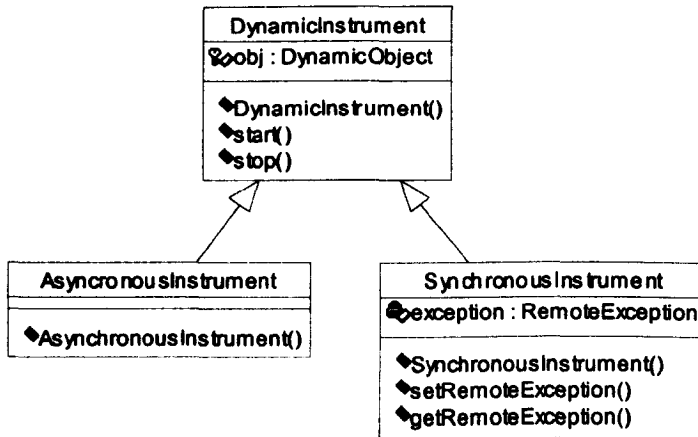 DynamicInstrument
obj : DynamicObject
DynamicInstrument()
start()
stop()
AsyncronousInstrument
AsynchronousInstrument()
SynchronousInstrument
exception : RemoteException
SynchronousInstrument()
setRemoteException()
getRemoteException()